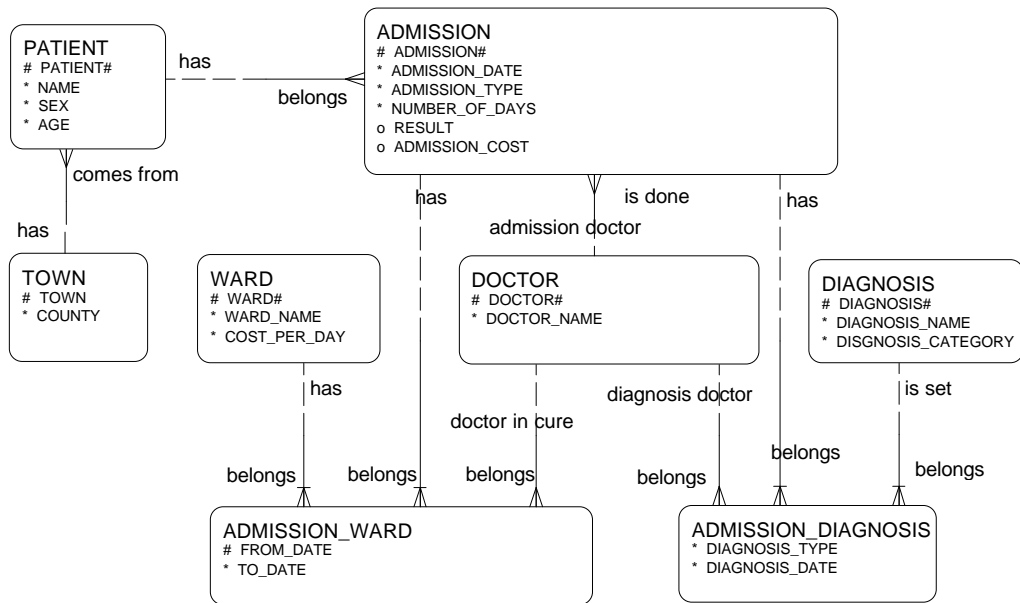 PATIENT
# PATIENT#
* NAME
* SEX
* AGE
has
belongs
ADMISSION
# ADMISSION#
* ADMISSION_DATE
* ADMISSION_TYPE
* NUMBER_OF_DAYS
o RESULT
o ADMISSION_COST
comes from
has
has
is done
has
admission doctor
TOWN
# TOWN
* COUNTY
WARD
# WARD#
* WARD_NAME
* COST_PER_DAY
DOCTOR
# DOCTOR#
* DOCTOR_NAME
DIAGNOSIS
# DIAGNOSIS#
* DIAGNOSIS_NAME
* DISGNOSIS_CATEGORY
has
diagnosis doctor
is set
doctor in cure
belongs
belongs
belongs
belongs
belongs
ADMISSION_WARD
# FROM_DATE
* TO_DATE
ADMISSION_DIAGNOSIS
* DIAGNOSIS_TYPE
* DIAGNOSIS_DATE